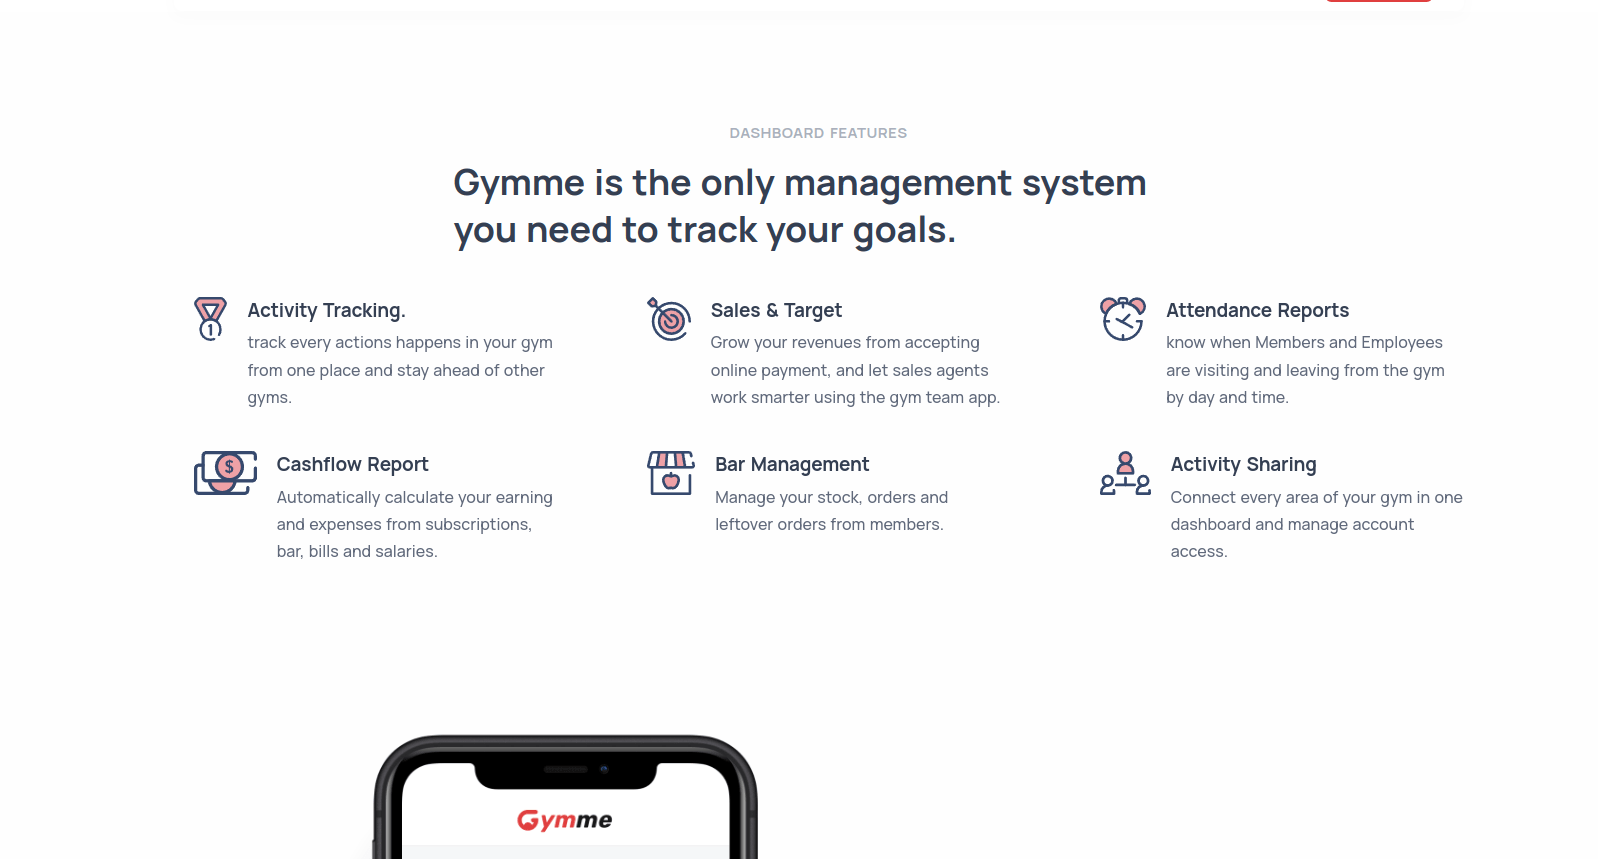 DASHBOARD FEATURES
Gymme is the only management system
you need to track your goals.
1
Activity Tracking.
track every actions happens in your gym
from one place and stay ahead of other
gyms.
Sales & Target
Grow your revenues from accepting
online payment, and let sales agents
work smarter using the gym team app.
Attendance Reports
know when Members and Employees
are visiting and leaving from the gym
by day and time.
$
Cashflow Report
Automatically calculate your earning
and expenses from subscriptions,
bar, bills and salaries.
Bar Management
Manage your stock, orders and
leftover orders from members.
Activity Sharing
Connect every area of your gym in one
dashboard and manage account
access.
Gymme